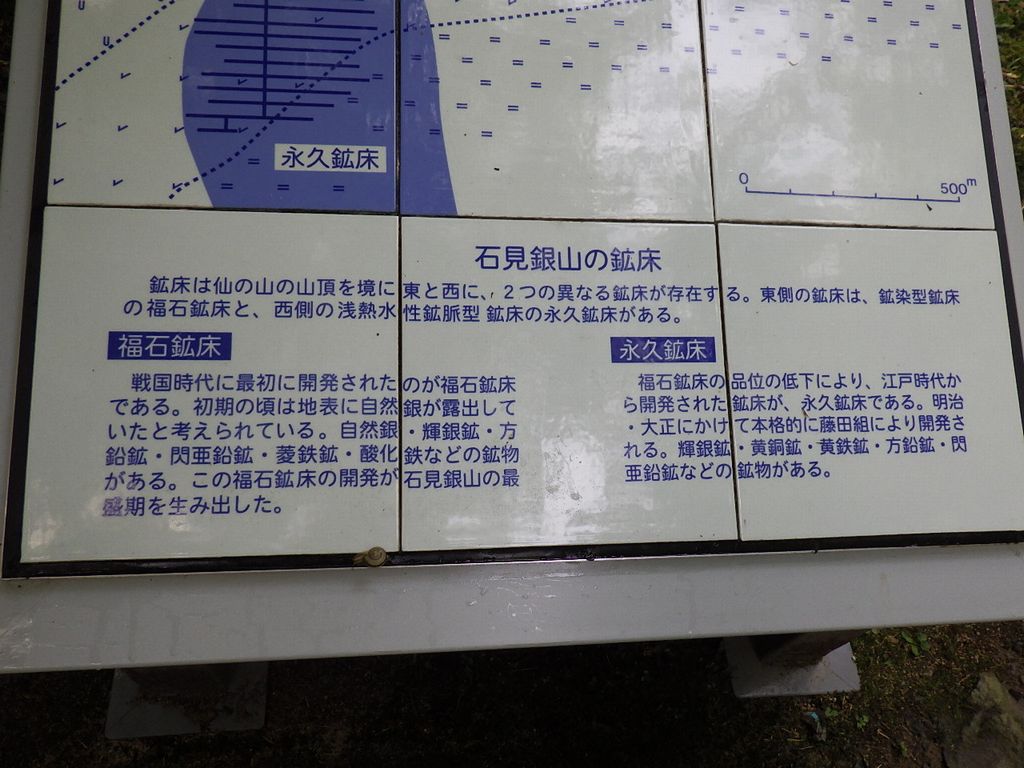 永久鉱床
0 500m
石見銀山の鉱床
鉱床は仙の山の山頂を境に東と西に、２つの異なる鉱床が存在する。東側の鉱床は、鉱染型鉱床
の福石鉱床と、西側の浅熱水性鉱脈型鉱床の永久鉱床がある。
福石鉱床
戦国時代に最初に開発されたのが福石鉱床
である。初期の頃は地表に自然銀が露出して
いたと考えられている。自然銀・輝銀鉱・方
鉛鉱・閃亜鉛鉱・菱鉄鉱・酸化鉄などの鉱物
がある。この福石鉱床の開発が石見銀山の最
盛期を生み出した。
永久鉱床
福石鉱床の品位の低下により、江戸時代か
ら開発された鉱床が、永久鉱床である。明治
・大正にかけて本格的に藤田組により開発さ
れる。輝銀鉱・黄銅鉱・黄鉄鉱・方鉛鉱・閃
亜鉛鉱などの鉱物がある。